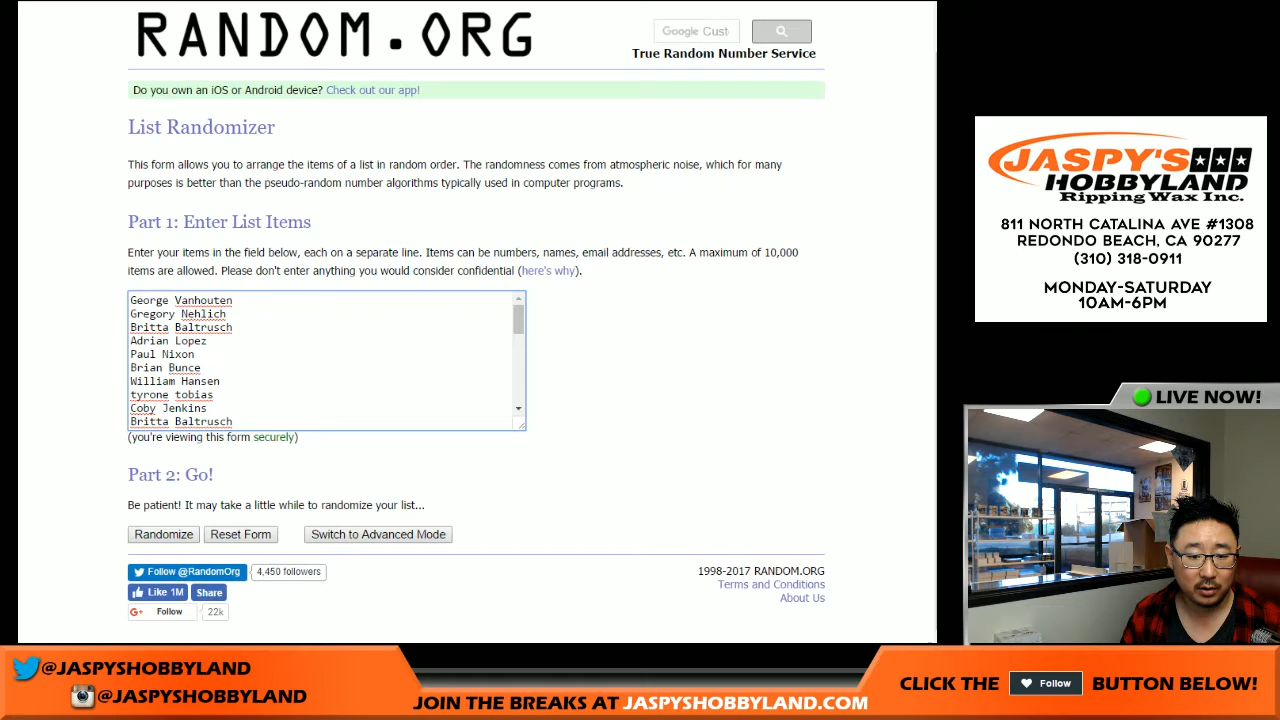 RANDOM.ORG
Google Cust
True Random Number Service
Do you own an iOS or Android device? Check out our app!
List Randomizer
This form allows you to arrange the items of a list in random order. The randomness comes from atmospheric noise, which for many
purposes is better than the pseudo-random number algorithms typically used in computer programs.
Part 1: Enter List Items
Enter your items in the field below, each on a separate line. Items can be numbers, names, email addresses, etc. A maximum of 10,000
items are allowed. Please don't enter anything you would consider confidential (here's why).
George Vanhouten
Gregory Nehlich
Britta Baltrusch
Adrian Lopez
Paul Nixon
Brian Bunce
William Hansen
tyrone tobias
Coby Jenkins
Britta Baltrusch
(you're viewing this form securely)
Part 2: Go!
Be patient! It may take a little while to randomize your list...
Randomize Reset Form Switch to Advanced Mode
Follow @RandomOrg 4,450 followers
Like 1M Share
Follow 22k
1998-2017 RANDOM.ORG
Terms and Conditions
About Us
JASPY'S
HOBBYLAND
Ripping Wax Inc.
811 NORTH CATALINA AVE #1308
REDONDO BEACH, CA 90277
(310) 318-0911
MONDAY-SATURDAY
10AM-6PM
LIVE NOW!
@JASPYSHOBBYLAND
@JASPYSHOBBYLAND
JOIN THE BREAKS AT JASPYSHOBBYLAND.COM
CLICK THE Follow BUTTON BELOW!